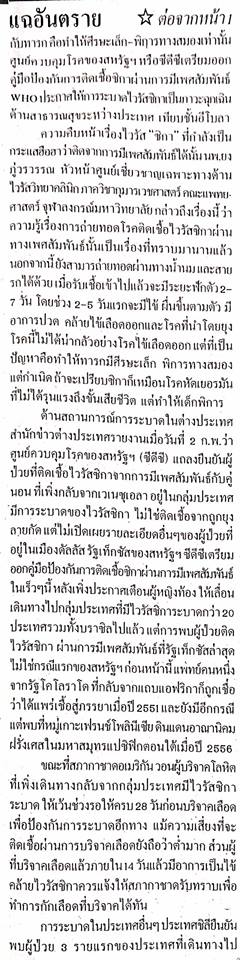 แฉอันตราย ☆ ต่อจากหน้า 1
กับทารก คือทำให้ศีรษะเล็ก-พิการทางสมองเท่านั้น
ศูนย์ควบคุมโรคของสหรัฐฯ หรือซีดีซีเตรียมออก
คู่มือป้องกันการติดเชื้อซิกาผ่านการมีเพศสัมพันธ์
WHO ประกาศให้การระบาดไวรัสซิกาเป็นภาวะฉุกเฉิน
ด้านสาธารณสุขระหว่างประเทศ เทียบชั้นอีโบลา
ความคืบหน้าเรื่องไวรัส "ซิกา" ที่กำลังเป็น
กระแสฮือฮาว่าติดจากการมีเพศสัมพันธ์ได้นั้น นพ.ยง
ภู่วรวรรณ หัวหน้าศูนย์เชี่ยวชาญเฉพาะทางด้าน
ไวรัสวิทยาคลินิก ภาควิชากุมารเวชศาสตร์ คณะแพทย-
ศาสตร์ จุฬาลงกรณ์มหาวิทยาลัย กล่าวถึงเรื่องนี้ ว่า
ความรู้เรื่องการถ่ายทอดโรคติดเชื้อไวรัสซิกาผ่าน
ทางเพศสัมพันธ์นั้นเป็นเรื่องที่ทราบมานานแล้ว
นอกจากนี้ ยังสามารถถ่ายทอดผ่านทางน้ำนม และสาย
รกได้ด้วย เมื่อรับเชื้อเข้าไปแล้วจะมีระยะฟักตัว 2-
7 วัน โดยช่วง 2-5 วันแรกจะมีไข้ ผื่นขึ้นตามตัว มี
อาการปวด คล้ายไข้เลือดออกและโรคที่นำโดยยุง
โรคนี้ไม่ได้น่ากลัวอย่างโรคไข้เลือดออก แต่ที่เป็น
ปัญหาคือทำให้ทารกมีศีรษะเล็ก พิการทางสมอง
แต่กำเนิด ถ้าจะเปรียบซิกาก็เหมือนโรคหัดเยอรมัน
ที่ไม่ได้รุนแรงถึงขั้นเสียชีวิต แต่ทำให้เด็กพิการ
ด้านสถานการณ์การระบาดในต่างประเทศ
สำนักข่าวต่างประเทศรายงานเมื่อวันที่ 2 ก.พ.ว่า
ศูนย์ควบคุมโรคของสหรัฐฯ (ซีดีซี) แถลงยืนยันผู้
ป่วยที่ติดเชื้อไวรัสซิกาจากการมีเพศสัมพันธ์กับคู่
นอน ที่เพิ่งกลับจากเวเนซุเอลา อยู่ในกลุ่มประเทศ
มีการระบาดของไวรัสซิกา ไม่ใช่ติดเชื้อจากถูกยุง
ลายกัด แต่ไม่เปิดเผยรายละเอียดอื่นๆของผู้ป่วยที่
อยู่ในเมืองดัลลัส รัฐเท็กซัสของสหรัฐฯ ซีดีซีเตรียม
ออกคู่มือป้องกันการติดเชื้อซิกาผ่านการมีเพศสัมพันธ์
ในเร็วๆนี้ หลังเพิ่งประกาศเตือนผู้หญิงท้อง ให้เลื่อน
เดินทางไปกลุ่มประเทศที่มีไวรัสระบาดกว่า 20
ประเทศรวมทั้งบราซิลไปแล้ว แต่การพบผู้ป่วยติด
ไวรัสซิกา ผ่านการมีเพศสัมพันธ์ที่รัฐเท็กซัสล่าสุด
ไม่ใช่กรณีแรกของสหรัฐฯ ก่อนหน้านี้ แพทย์คนหนึ่ง
จากรัฐโคโลราโด ที่กลับจากแถบแอฟริกาก็ถูกเชื่อ
ว่าได้แพร่เชื้อสู่ภรรยาเมื่อปี 2551 และยังมีอีกกรณี
แต่พบที่หมู่เกาะเฟรนช์โพลินีเซีย ดินแดนอาณานิคม
ฝรั่งเศสในมหาสมุทรแปซิฟิกตอนใต้เมื่อปี 2556
ขณะที่สภากาชาดอเมริกัน วอนผู้บริจาคโลหิต
ที่เพิ่งเดินทางกลับจากกลุ่มประเทศมีไวรัสซิกา
ระบาด ให้เว้นช่วงรอให้ครบ 28 วันก่อนบริจาคเลือด
เพื่อป้องกันการระบาดอีกทาง แม้ความเสี่ยงที่จะ
ติดเชื้อผ่านการบริจาคเลือดยังถือว่าต่ำมาก ส่วนผู้
ที่บริจาคเลือดแล้วภายใน 14 วันแล้วมีอาการเป็นไข้
คล้ายไวรัสซิกาควรแจ้งให้สภากาชาดรับทราบเพื่อ
ทำการกักเลือดที่บริจาคได้ทัน
การระบาดในประเทศอื่นๆ ประเทศชิลียืนยัน
พบผู้ป่วย 3 รายแรกของประเทศที่เดินทางไป